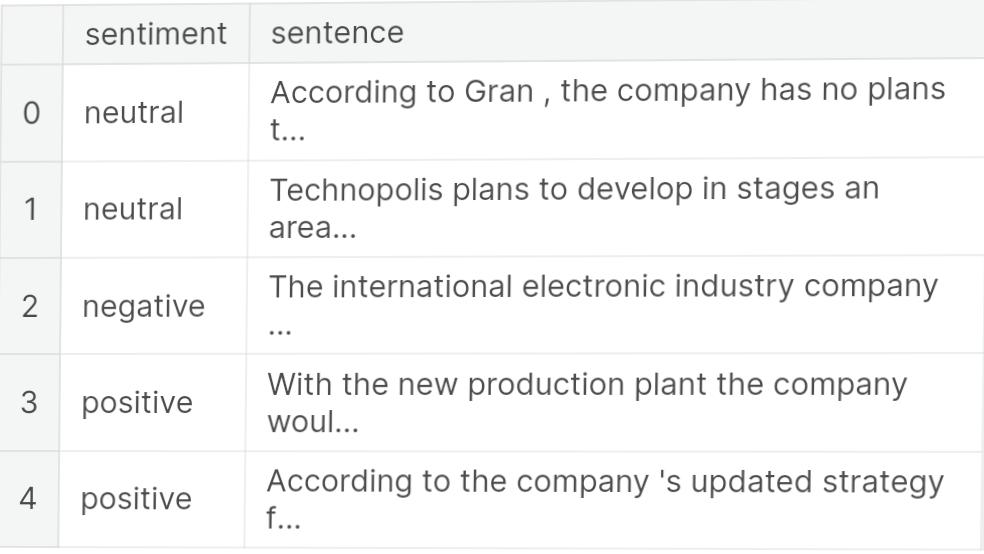 sentiment sentence
0 neutral According to Gran , the company has no plans
t...
1 neutral Technopolis plans to develop in stages an
area...
2 negative The international electronic industry company
...
3 positive With the new production plant the company
woul...
4 positive According to the company 's updated strategy
f...